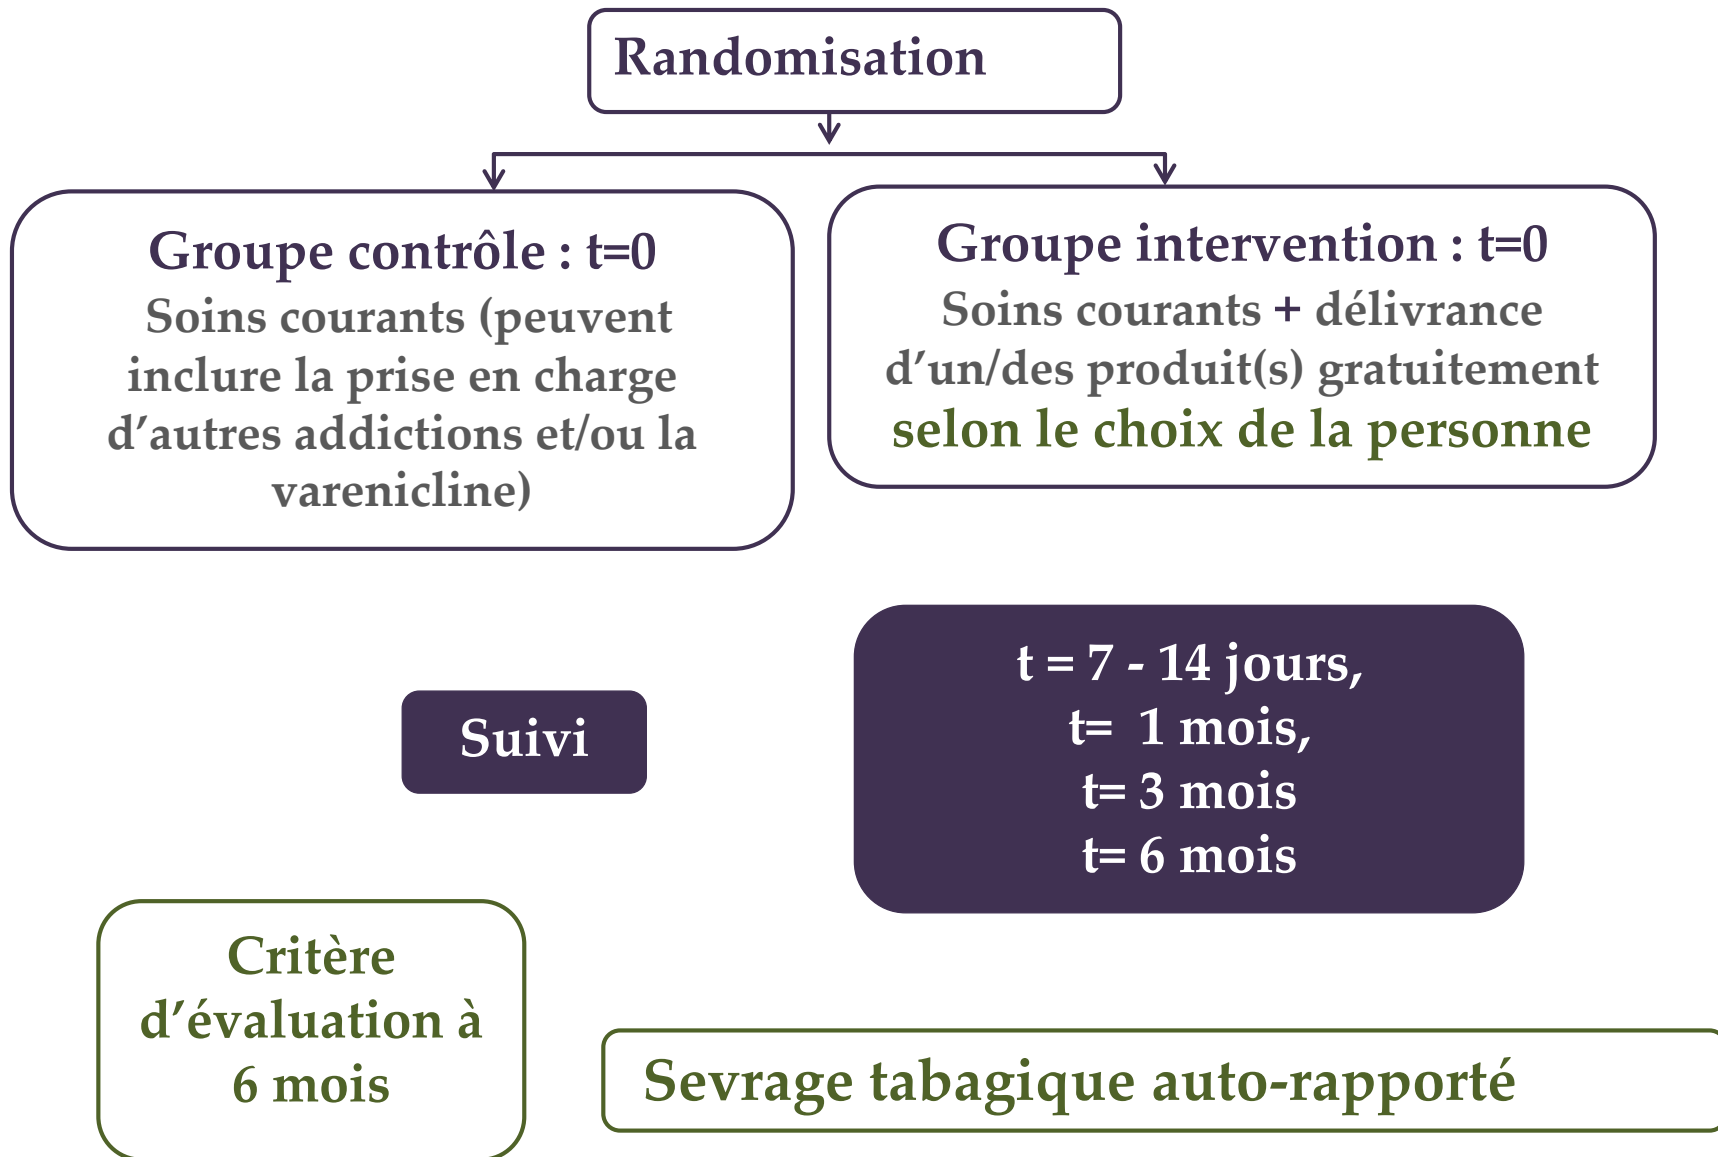 Randomisation
Groupe contrôle : t=0
Soins courants (peuvent
inclure la prise en charge
d’autres addictions et/ou la
varenicline)
Groupe intervention : t=0
Soins courants + délivrance
d’un/des produit(s) gratuitement
selon le choix de la personne
Suivi
t = 7 - 14 jours,
t=  1 mois,
t= 3 mois
t= 6 mois
Critère
d’évaluation à
6 mois
Sevrage tabagique auto-rapporté